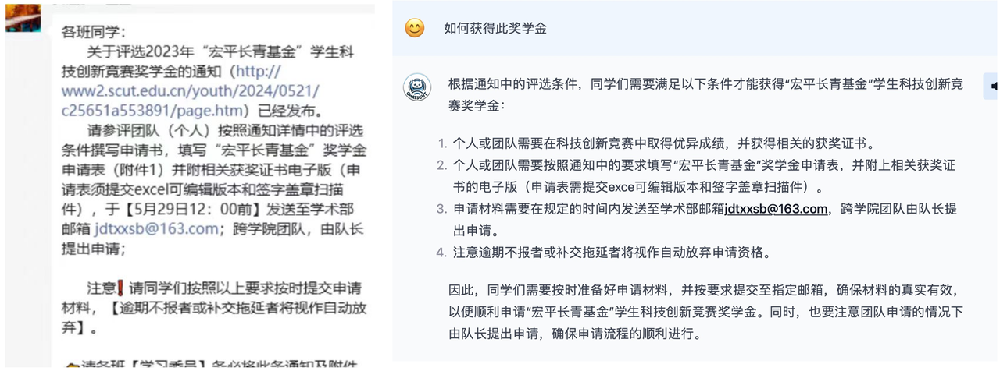 各班同学：
关于评选2023年“宏平长青基金”学生科
技创新竞赛奖学金的通知（http://
www2.scut.edu.cn/youth/2024/0521/
c25651a553891/page.htm）已经发布。
请参评团队（个人）按照通知详情中的评选
条件撰写申请书，填写“宏平长青基金”奖学金
申请表（附件1）并附相关获奖证书电子版（申
请表须提交excel可编辑版本和签字盖章扫描
件），于【5月29日12：00前】发送至学术部
邮箱 jdtxxsb@163.com；跨学院团队，由队长
提出申请；
注意❗请同学们按照以上要求按时提交申请
材料，【逾期不报者或补交拖延者将视作自动放
弃】。
请各班【学习委员】务必将此条通知及附件
如何获得此奖学金
CHATSCUT
根据通知中的评选条件，同学们需要满足以下条件才能获得“宏平长青基金”学生科技创新竞
赛奖学金：
1. 个人或团队需要在科技创新竞赛中取得优异成绩，并获得相关的获奖证书。
2. 个人或团队需要按照通知中的要求填写“宏平长青基金”奖学金申请表，并附上相关获奖证
书的电子版（申请表需提交exce可编辑版本和签字盖章扫描件）。
3. 申请材料需要在规定的时间内发送至学术部邮箱jdtxxsb@163.com，跨学院团队由队长提
出申请。
4. 注意逾期不报者或补交拖延者将视作自动放弃申请资格。
因此，同学们需要按时准备好申请材料，并按要求提交至指定邮箱，确保材料的真实有效，
以便顺利申请“宏平长青基金”学生科技创新竞赛奖学金。同时，也要注意团队申请的情况下
由队长提出申请，确保申请流程的顺利进行。